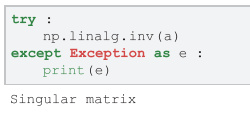 try :
    np.linalg.inv(a)
except Exception as e :
    print(e)
Singular matrix